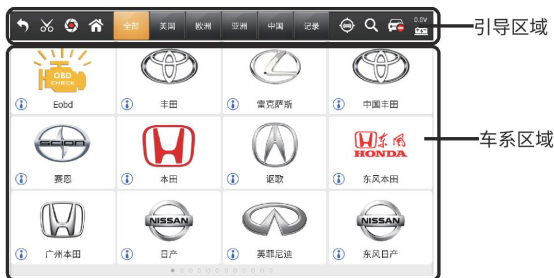 全部 美国 欧洲 亚洲 中国 记录 0.0V
引导区域
OBD
CHECK
Eobd 丰田 雷克萨斯 中国丰田
车系区域
SCION 东风
HONDA
赛恩 本田 讴歌 东风本田
NISSAN NISSAN
广州本田 日产 英菲尼迪 东风日产